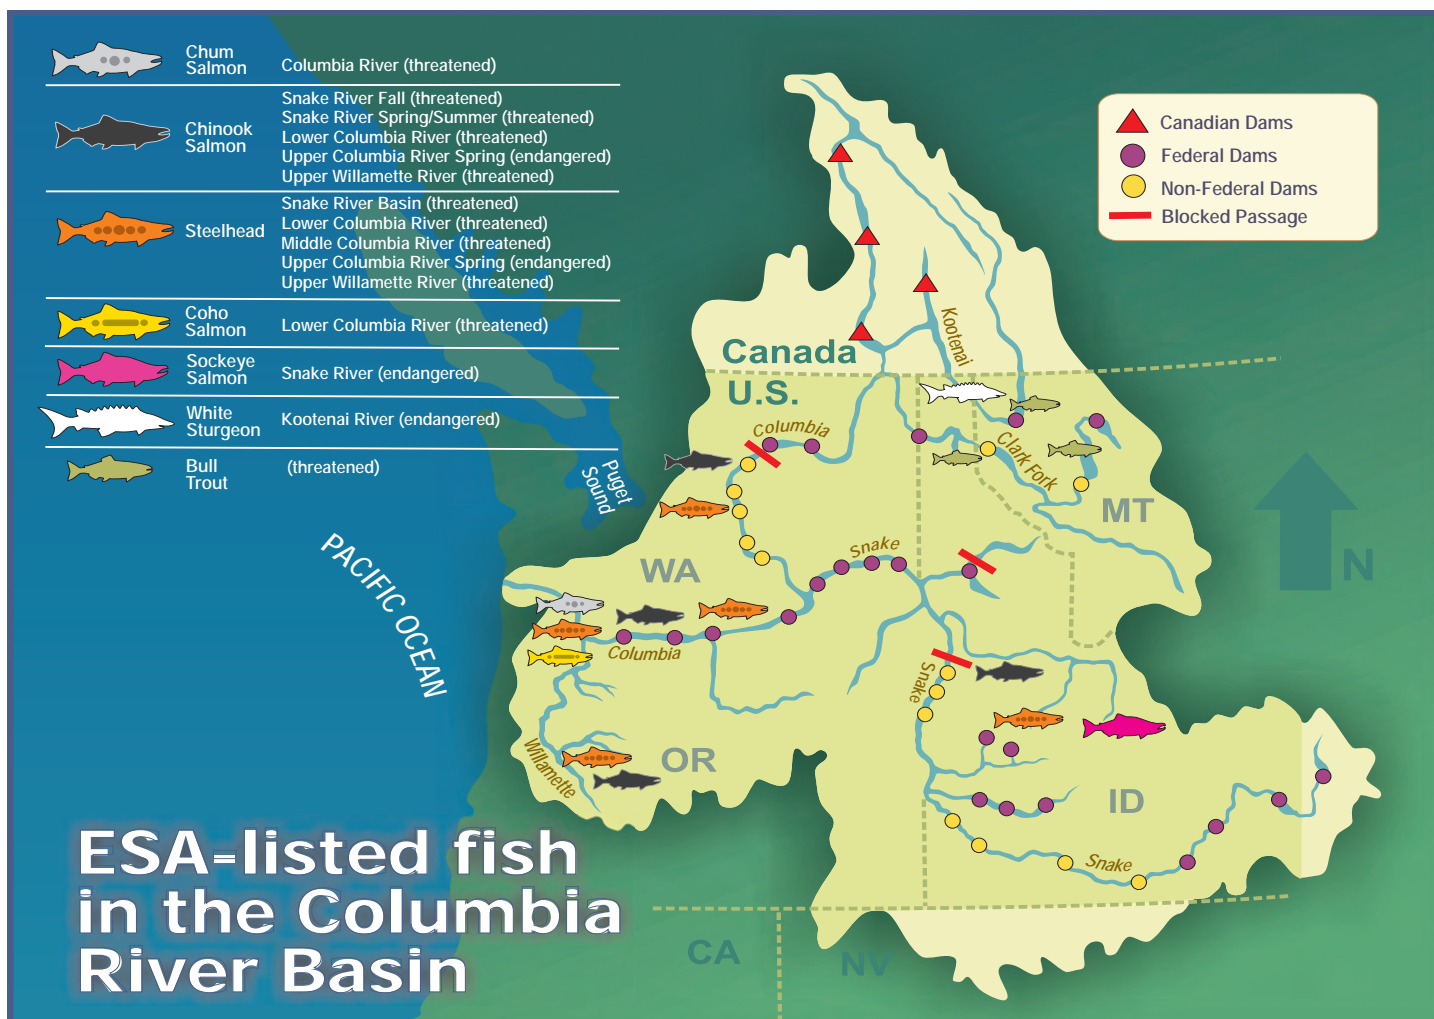 Chum
Salmon
Columbia River (threatened)
Chinook
Salmon
Snake River Fall (threatened)
Snake River Spring/Summer (threatened)
Lower Columbia River (threatened)
Upper Columbia River Spring (endangered)
Upper Willamette River (threatened)
Steelhead
Snake River Basin (threatened)
Lower Columbia River (threatened)
Middle Columbia River (threatened)
Upper Columbia River Spring (endangered)
Upper Willamette River (threatened)
Coho
Salmon
Lower Columbia River (threatened)
Sockeye
Salmon
Snake River (endangered)
White
Sturgeon
Kootenai River (endangered)
Bull
Trout
(threatened)
Canadian Dams
Federal Dams
Non-Federal Dams
Blocked Passage
Kootenai
Canada
U.S.
Columbia
Clark Fork
Puget
Sound
MT
PACIFIC OCEAN
WA
Snake
N
Columbia
Snake
Willamette
OR
ID
Snake
CA
NV
ESA-listed fish
in the Columbia
River Basin